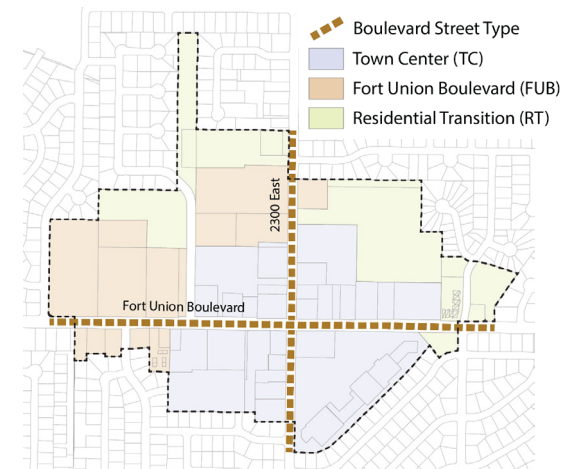 Boulevard Street Type
Town Center (TC)
Fort Union Boulevard (FUB)
Residential Transition (RT)
2300 East
Fort Union Boulevard